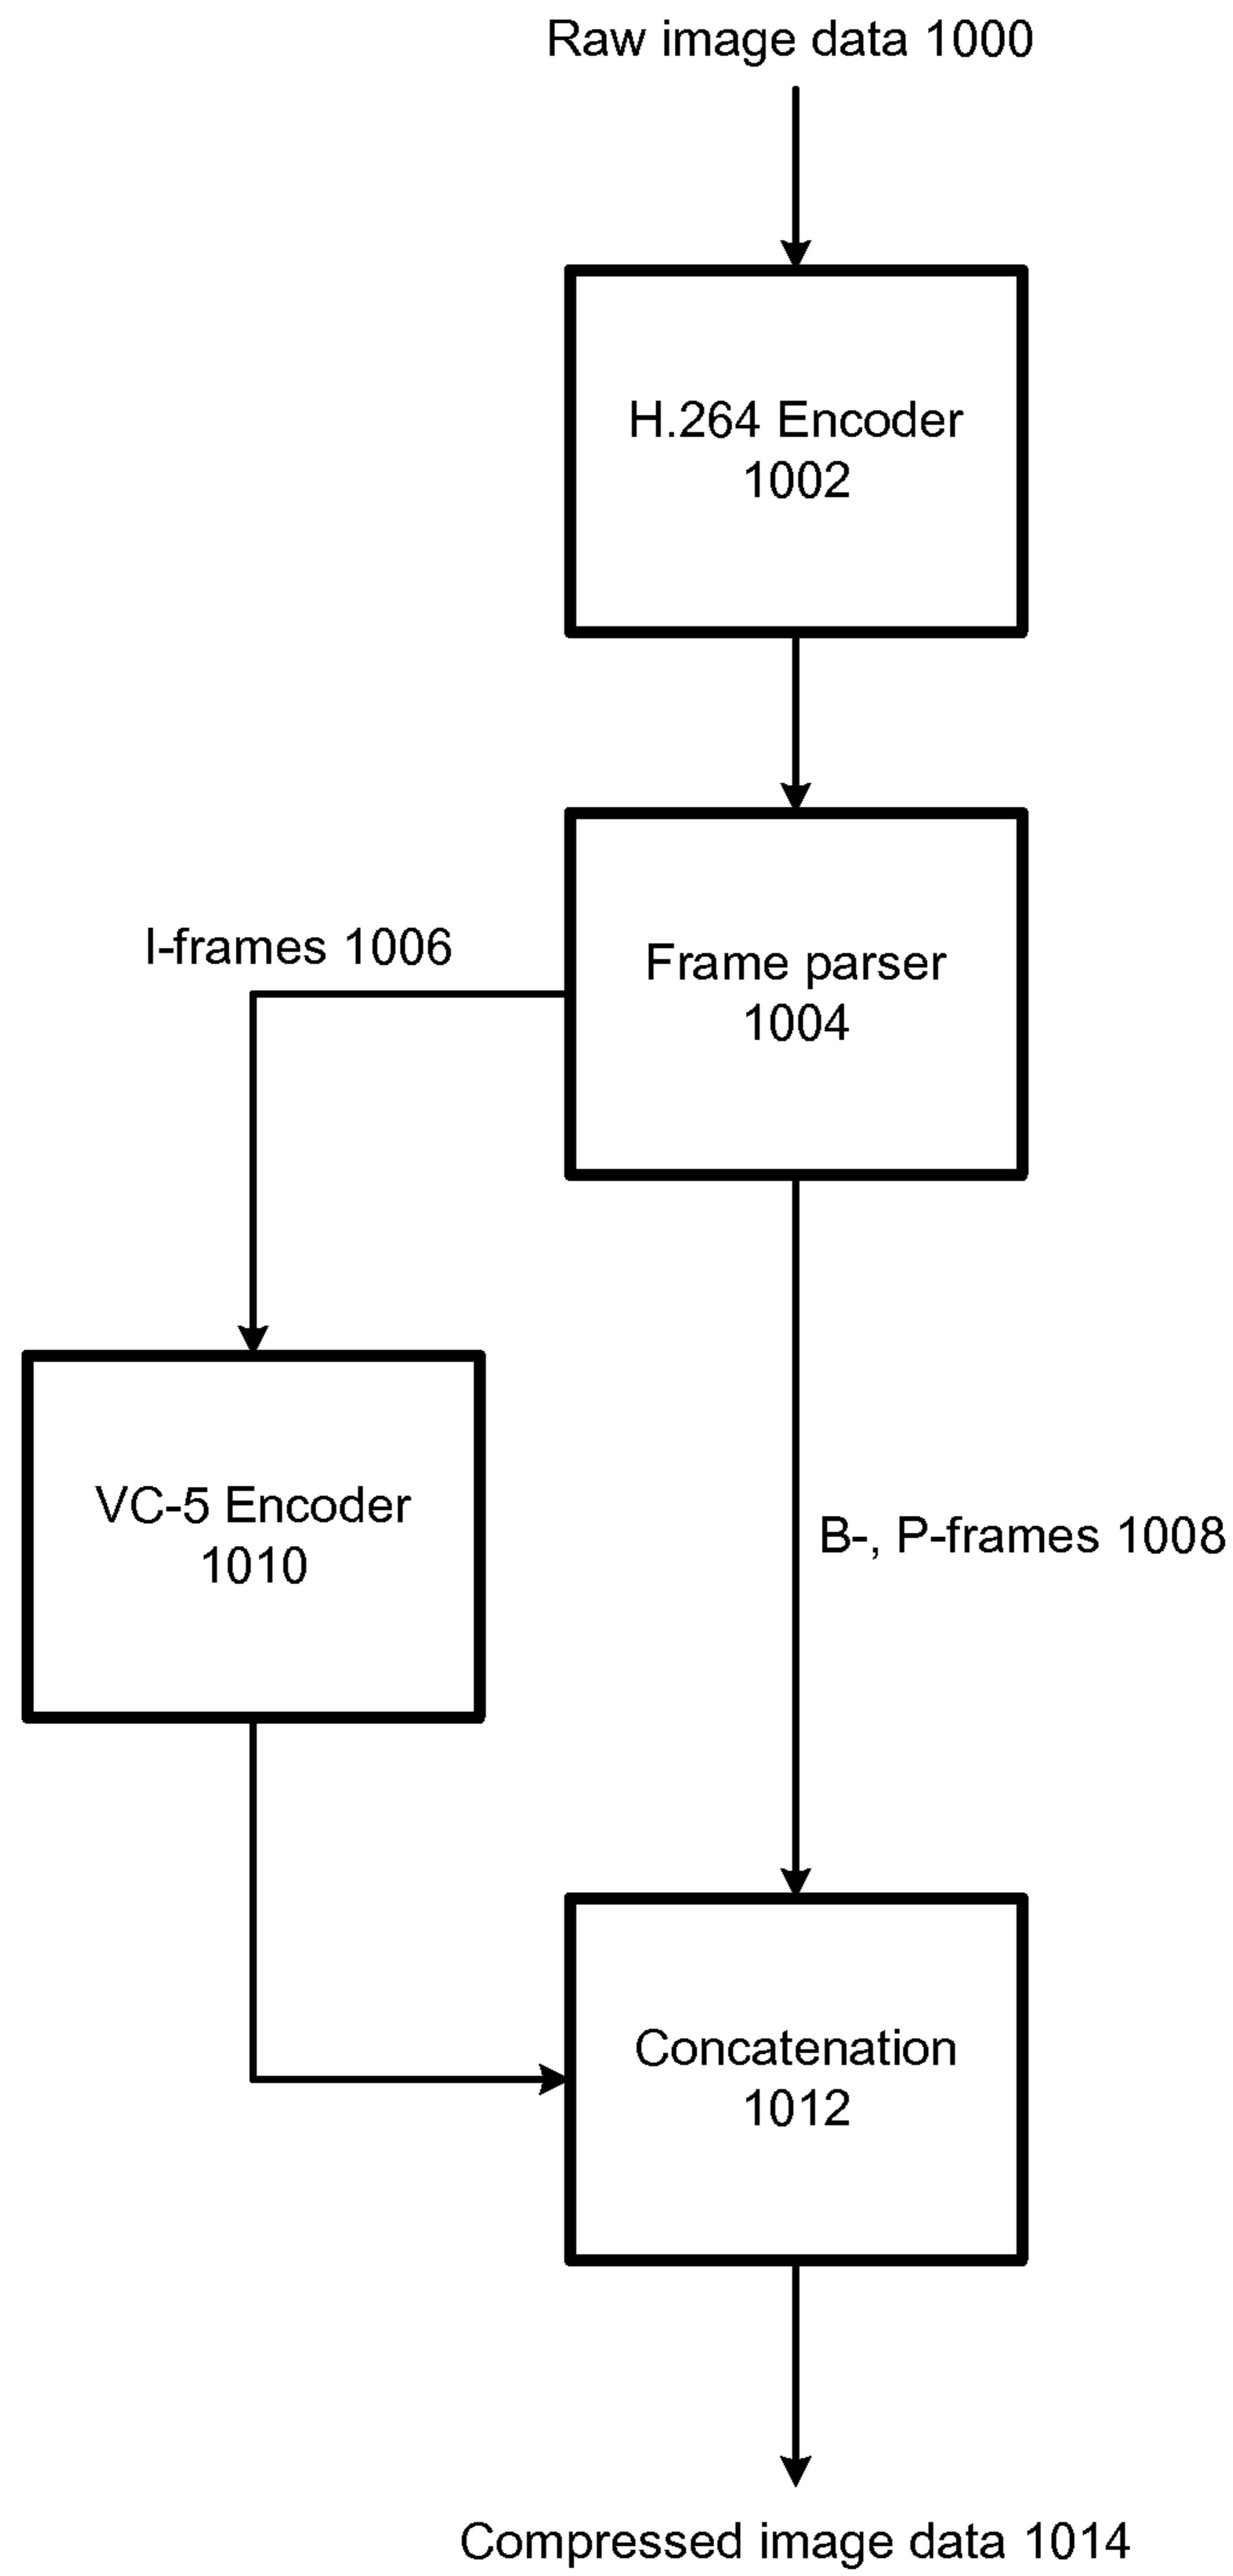 Raw image data 1000
H.264 Encoder
1002
I-frames 1006
Frame parser
1004
VC-5 Encoder
1010
B-, P-frames 1008
Concatenation
1012
Compressed image data 1014